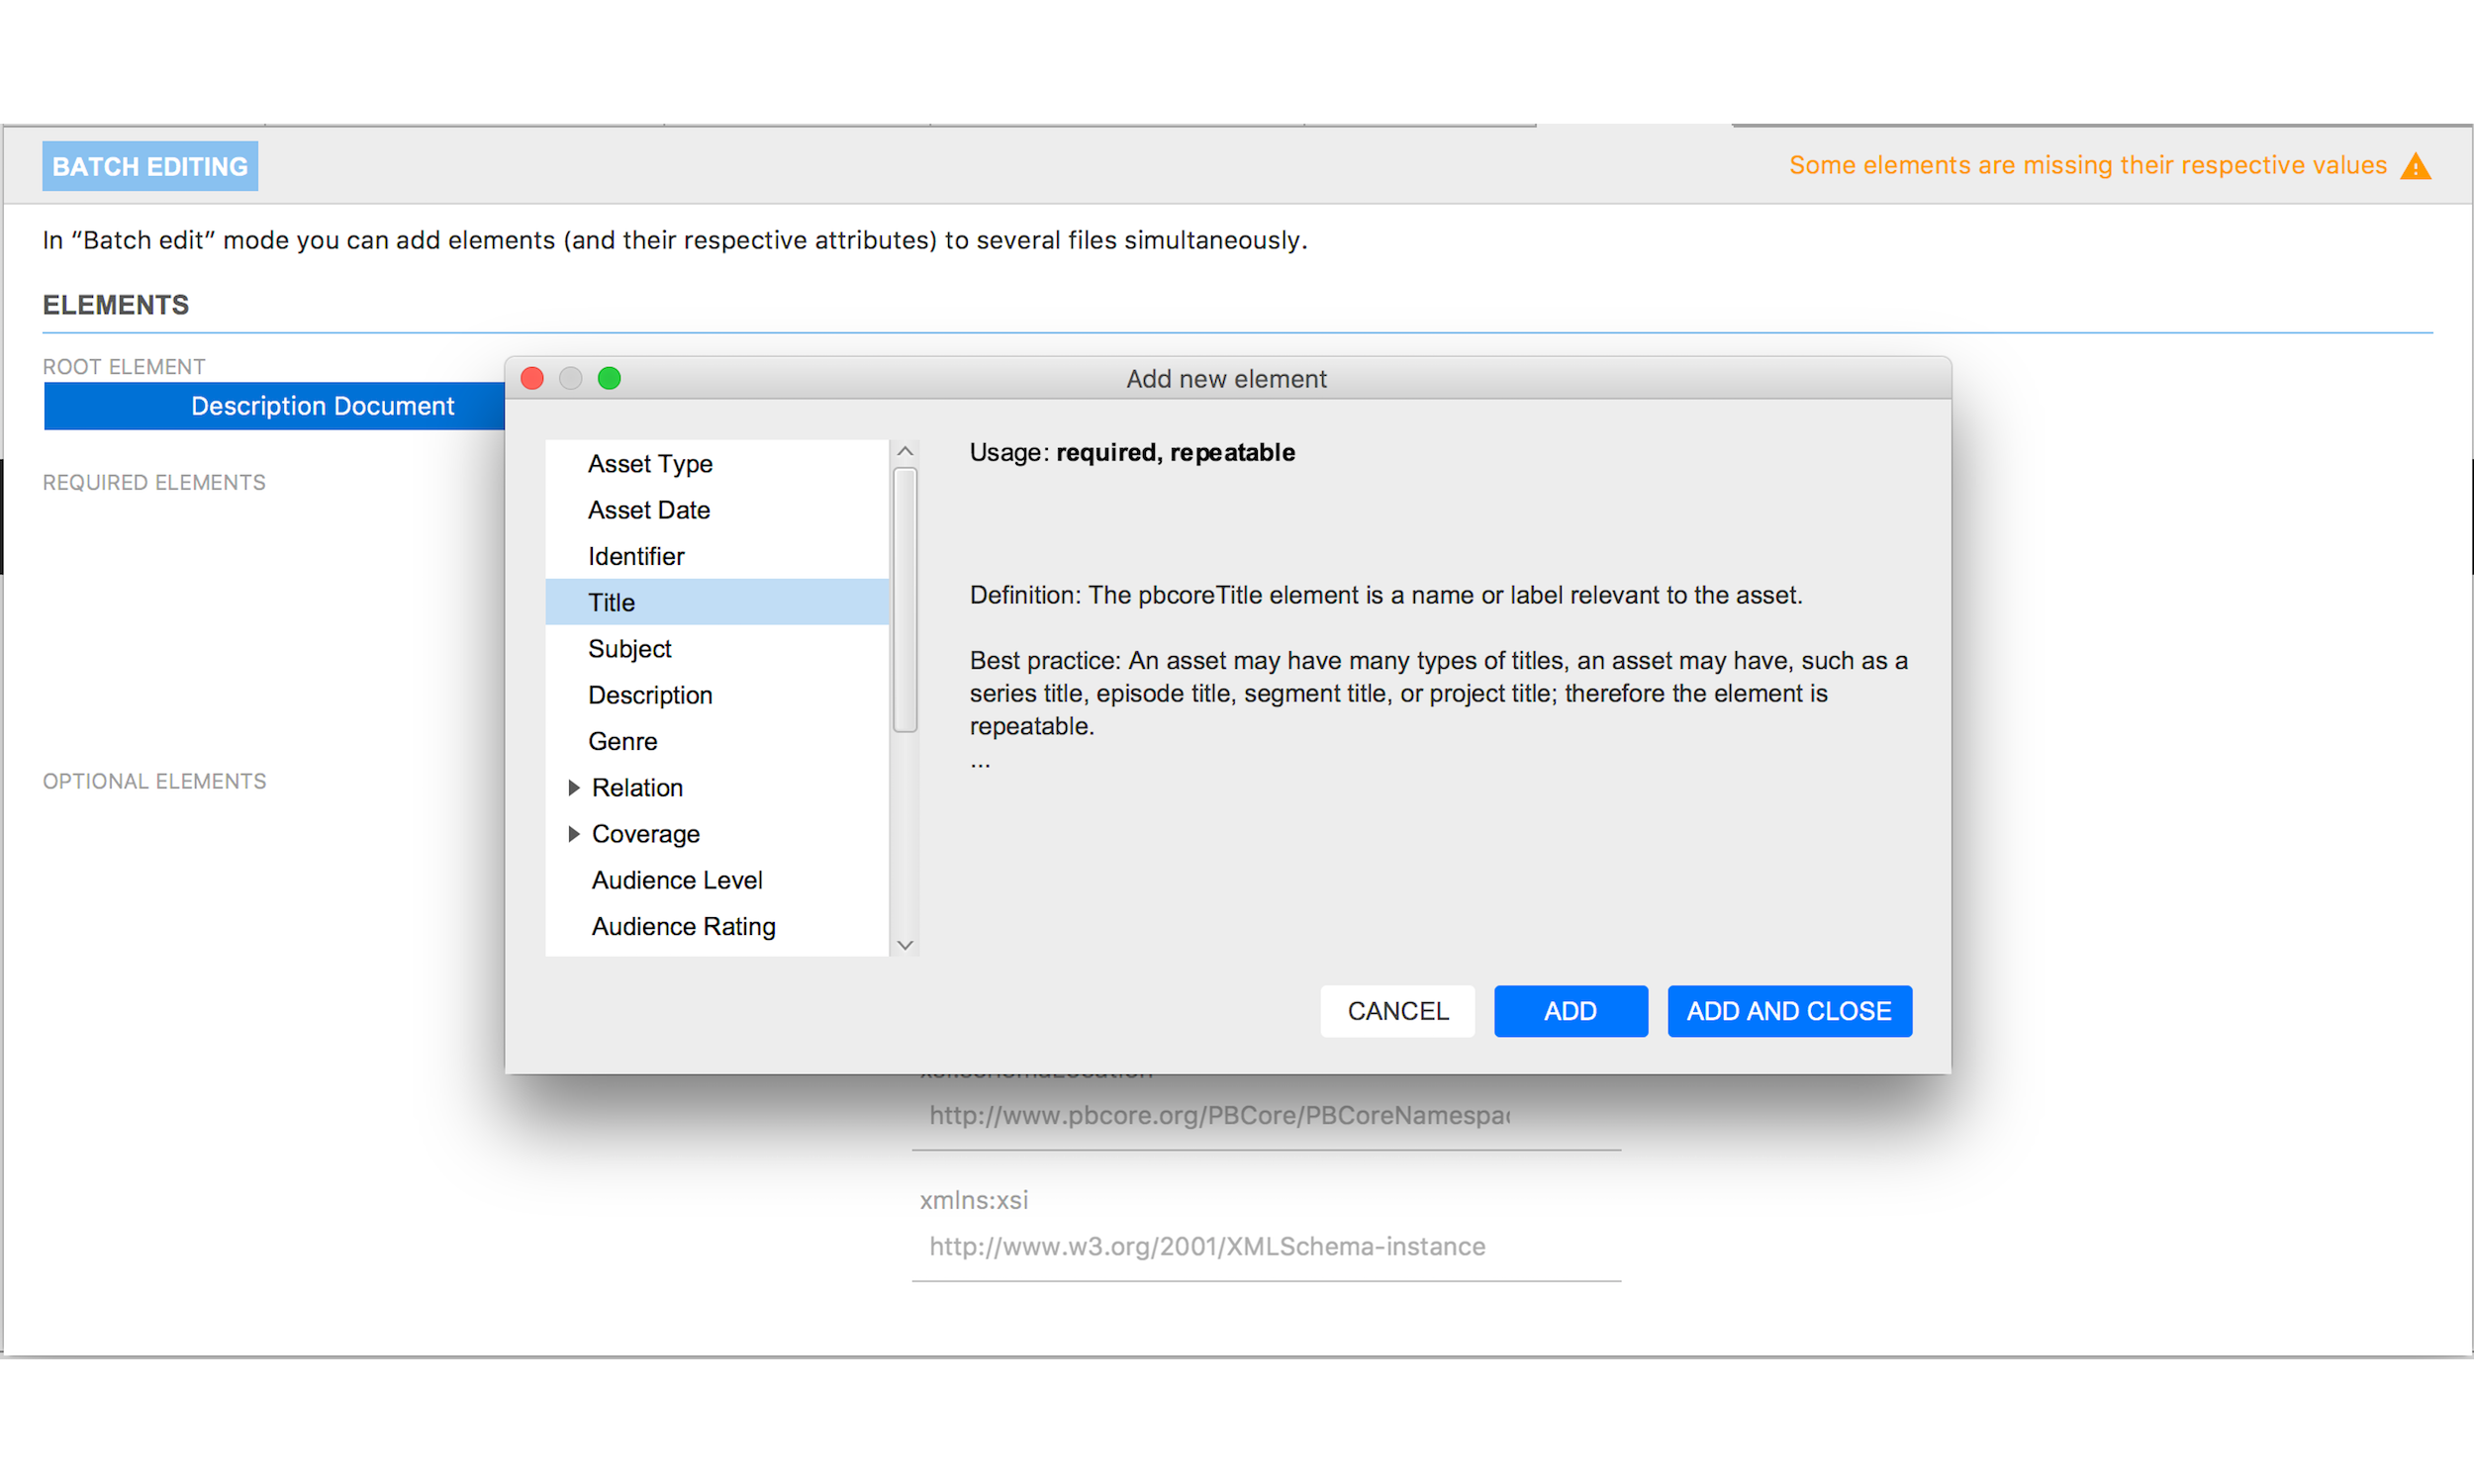 BATCH EDITING
Some elements are missing their respective values
In “Batch edit” mode you can add elements (and their respective attributes) to several files simultaneously.
ELEMENTS
ROOT ELEMENT
Description Document
REQUIRED ELEMENTS
OPTIONAL ELEMENTS
Add new element
Asset Type
Asset Date
Identifier
Title
Subject
Description
Genre
Relation
Coverage
Audience Level
Audience Rating
Usage: required, repeatable
Definition: The pbcoreTitle element is a name or label relevant to the asset.
Best practice: An asset may have many types of titles, an asset may have, such as a
series title, episode title, segment title, or project title; therefore the element is
repeatable.
...
CANCEL
ADD
ADD AND CLOSE
http://www.pbcore.org/PBCore/PBCoreNamespac
xmlns:xsi
http://www.w3.org/2001/XMLSchema-instance